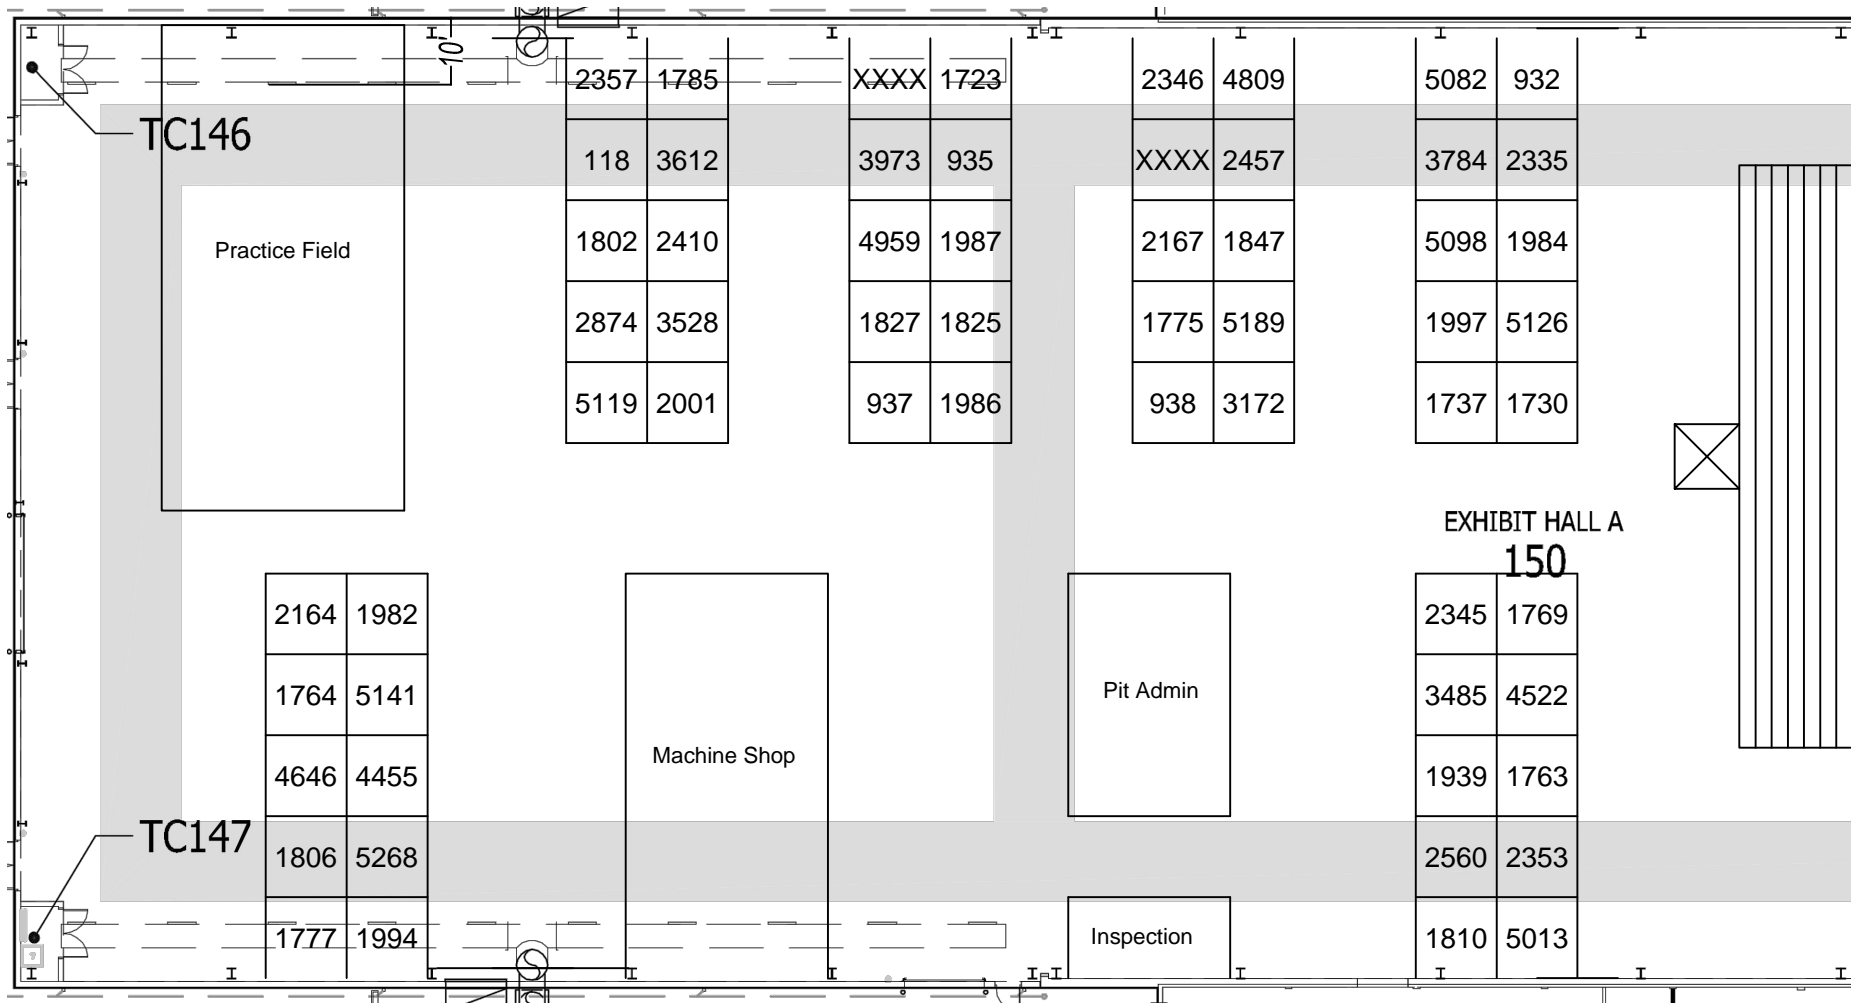 10'
2357 1785 XXXX 1723 2346 4809 5082 932
TC146
118 3612 3973 935 XXXX 2457 3784 2335
Practice Field
1802 2410 4959 1987 2167 1847 5098 1984
2874 3528 1827 1825 1775 5189 1997 5126
5119 2001 937 1986 938 3172 1737 1730
EXHIBIT HALL A
150
2164 1982 2345 1769
1764 5141 Pit Admin 3485 4522
Machine Shop
4646 4455 1939 1763
TC147
1806 5268 2560 2353
1777 1994 Inspection 1810 5013